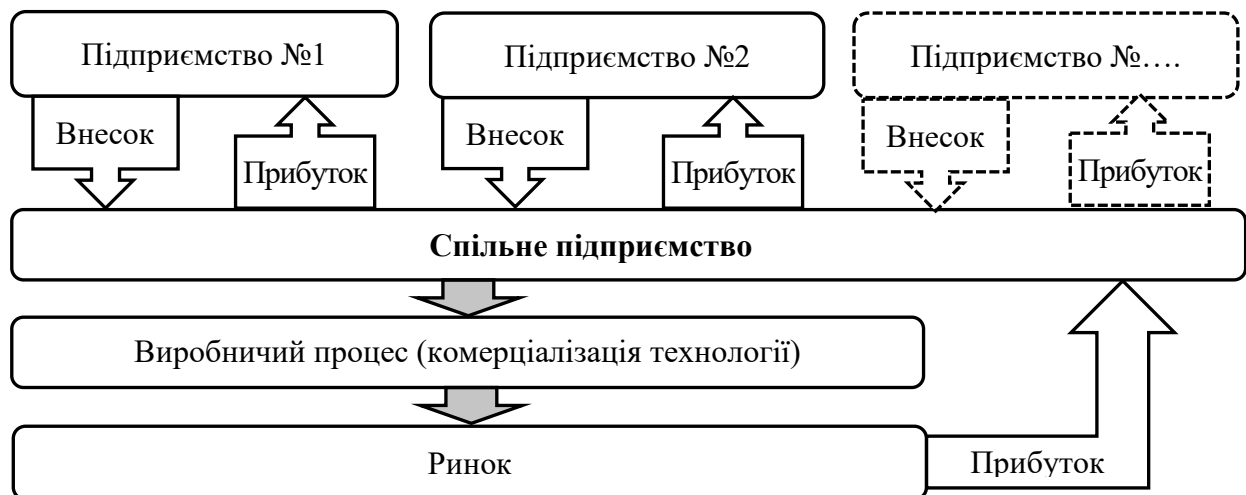 Підприємство №1
Підприємство №2
Підприємство №….
Внесок
Прибуток
Внесок
Прибуток
Внесок
Прибуток
Спільне підприємство
Виробничий процес (комерціалізація технології)
Ринок
Прибуток